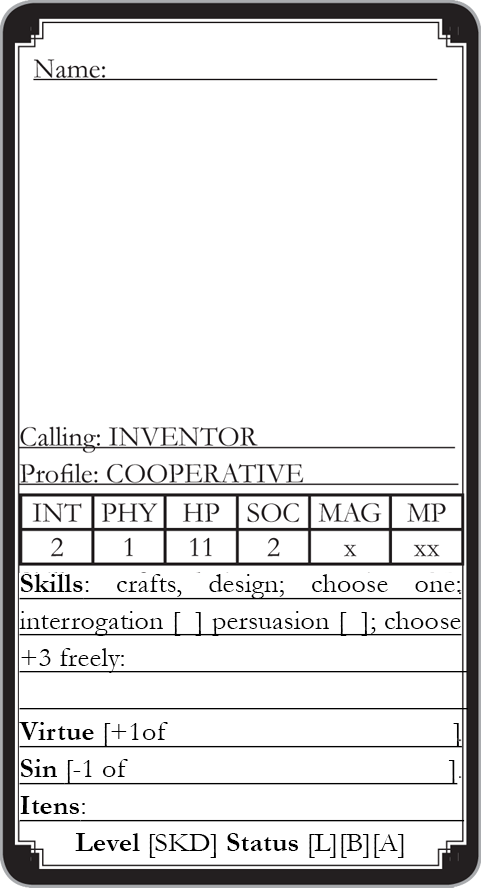 Name:
Calling: INVENTOR
Profile: COOPERATIVE
INT PHY HP SOC MAG MP
2 1 11 2 x xx
Skills: crafts, design; choose one;
interrogation [ ] persuasion [ ]; choose
+3 freely:
Virtue [+1of ].
Sin [-1 of ].
Itens:
Level [SKD] Status [L][B][A]